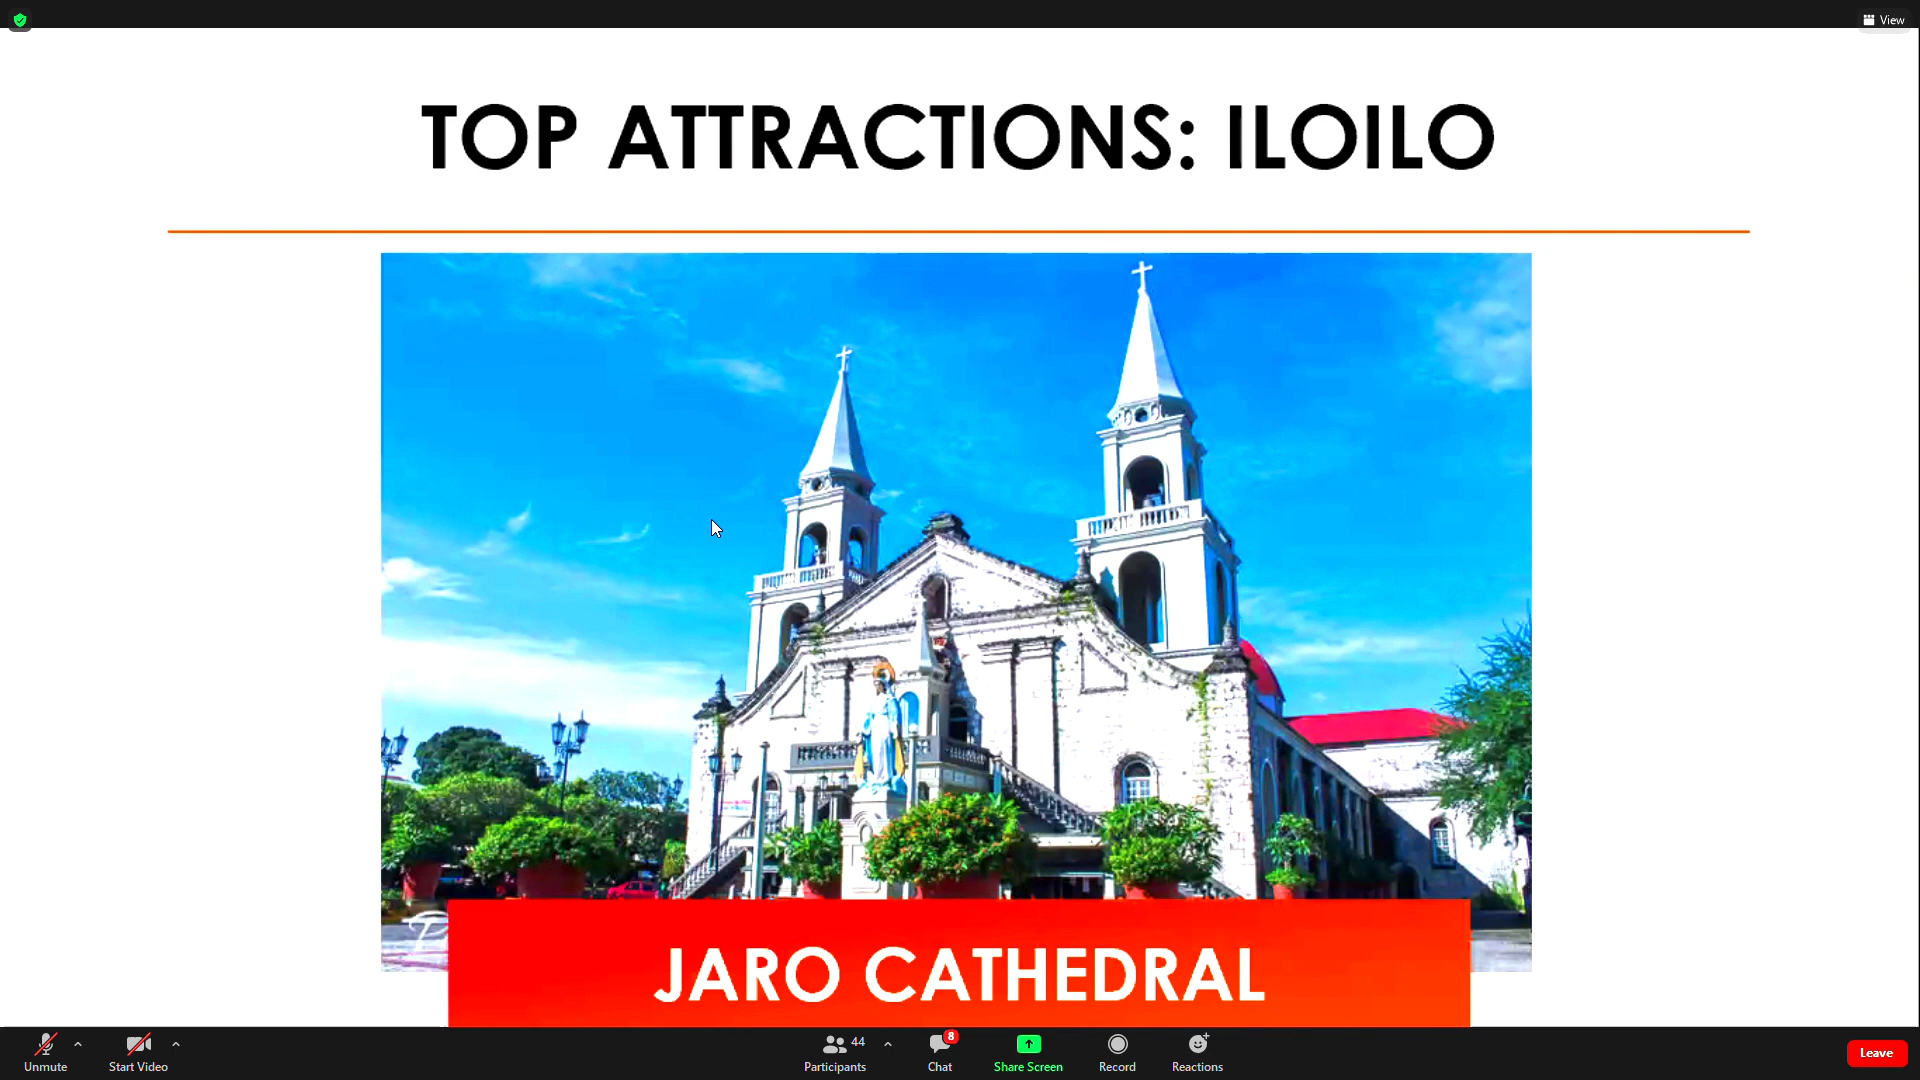 View
TOP ATTRACTIONS: ILOILO
JARO CATHEDRAL
Unmute
Start Video
44
Participants
8
Chat
Share Screen
Record
Reactions
Leave